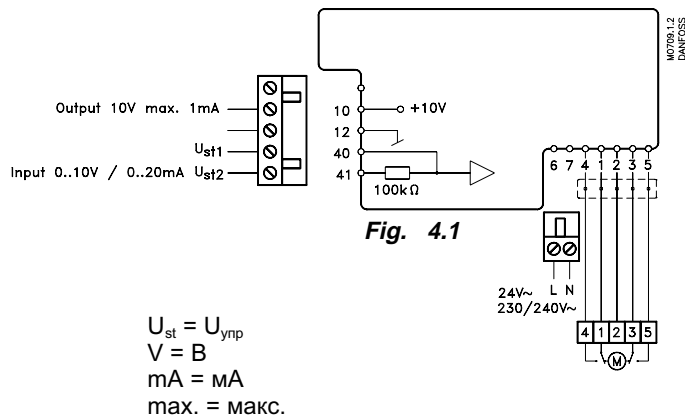 M0709.1.2
DANFOSS
Output 10V max. 1mA
10
+10V
12
Ust1
40
Input 0..10V / 0..20mA Ust2
41
100kΩ
6 7 4 1 2 3 5
Fig. 4.1
24V~ L N
230/240V~
4 1 2 3 5
M
Ust = Uупр
V = В
mA = мА
max. = макс.